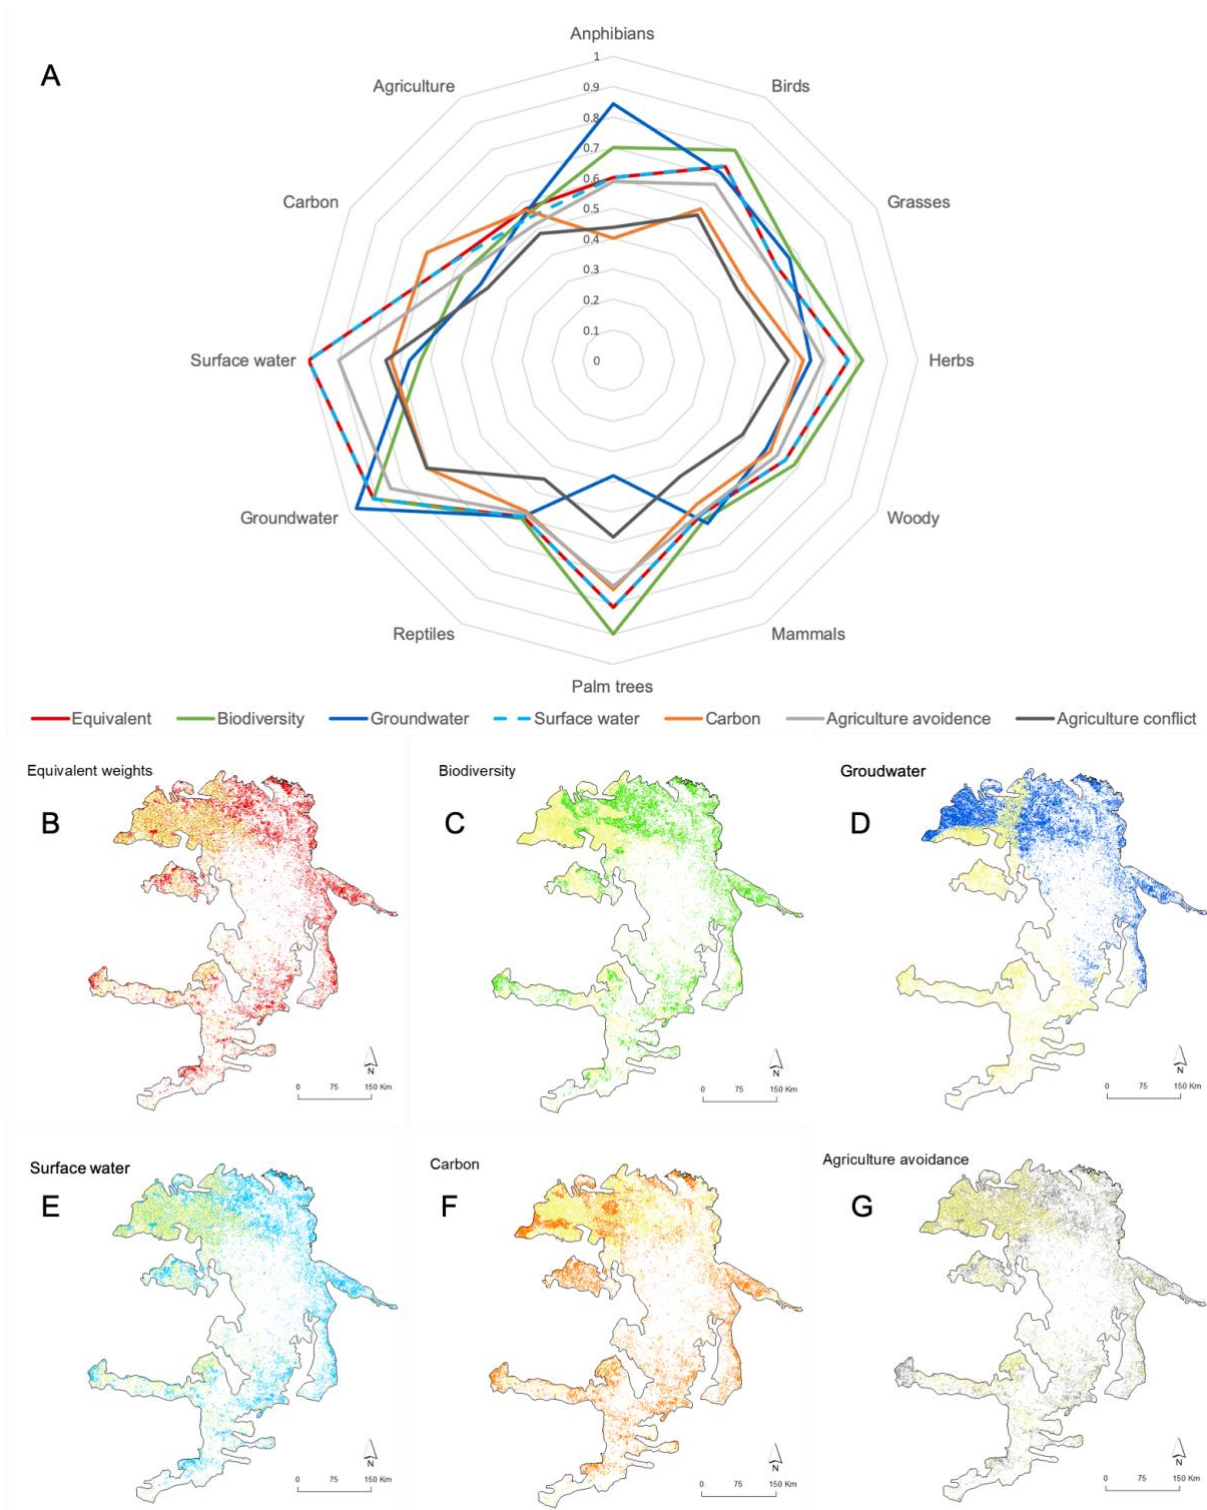 Anphibians
A
1
Agriculture
Birds
0.9
0.8
0.7
0.6
Carbon
Grasses
0.5
0.4
0.3
0.2
0.1
Surface water
0
Herbs
Groundwater
Woody
Reptiles
Mammals
Palm trees
Equivalent Biodiversity Groundwater Surface water Carbon Agriculture avoidence Agriculture conflict
Equivalent weights
B
N
0 75 150 Km
Biodiversity
C
N
0 75 150 Km
Groudwater
D
N
0 75 150 Km
Surface water
E
N
0 75 150 Km
Carbon
F
N
0 75 150 Km
Agriculture avoidance
G
N
0 75 150 Km